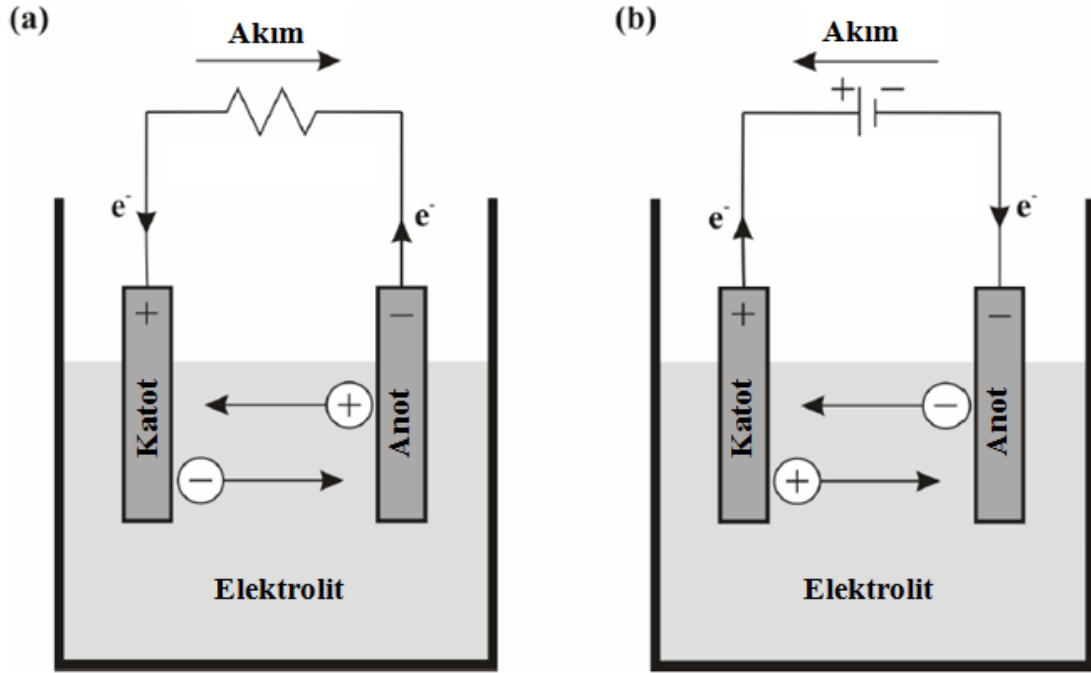 (a)
Akım
e⁻
e⁻
+
−
Katot
Anot
+
−
Elektrolit
(b)
Akım
+
−
e⁻
e⁻
+
−
Katot
Anot
−
+
Elektrolit